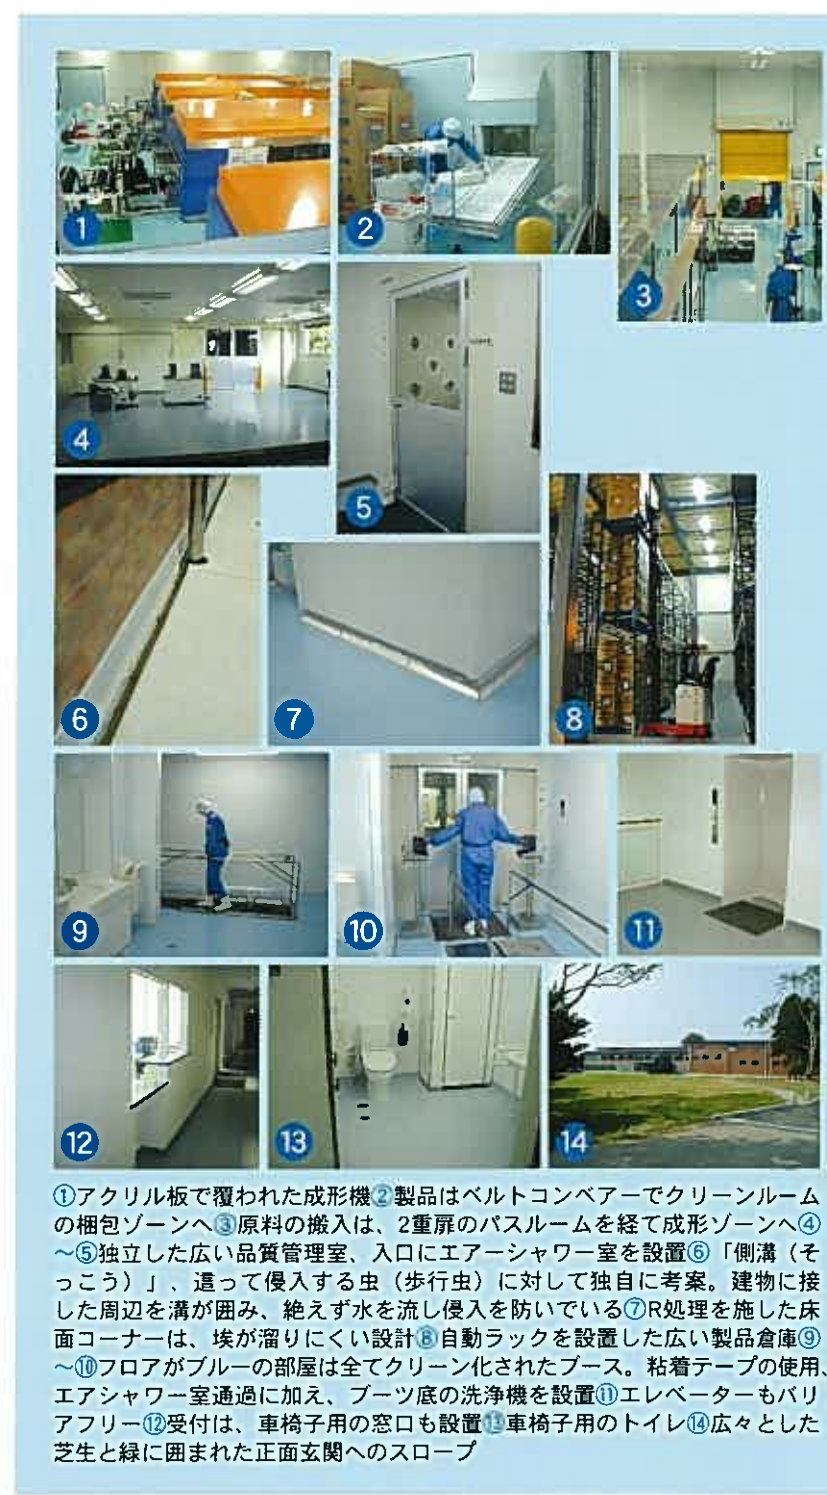 1
2
3
4
5
6
7
8
9
10
11
12
13
14
①アクリル板で覆われた成形機②製品はベルトコンベアーでクリーンルーム
の梱包ゾーンへ③原料の搬入は、2重扉のパスルームを経て成形ゾーンへ④
～⑤独立した広い品質管理室、入口にエアーシャワー室を設置⑥「側溝（そ
っこう）」、這って侵入する虫（歩行虫）に対して独自に考案。建物に接
した周辺を溝が囲み、絶えず水を流し侵入を防いでいる⑦R処理を施した床
面コーナーは、埃が溜りにくい設計⑧自動ラックを設置した広い製品倉庫⑨
～⑩フロアがブルーの部屋は全てクリーン化されたブース。粘着テープの使用、
エアシャワー室通過に加え、ブーツ底の洗浄機を設置⑪エレベーターもバリ
アフリー⑫受付は、車椅子用の窓口も設置⑬車椅子用のトイレ⑭広々とした
芝生と緑に囲まれた正面玄関へのスロープ